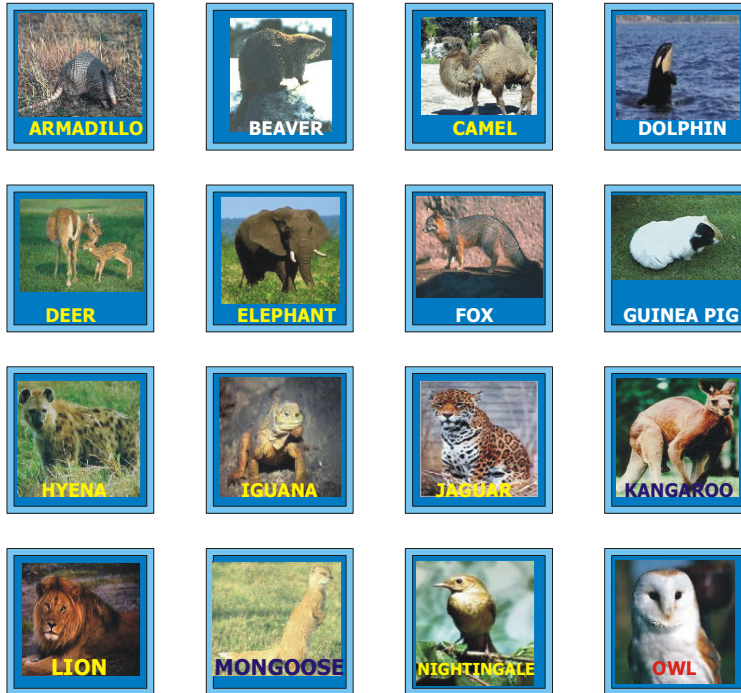 ARMADILLO
BEAVER
CAMEL
DOLPHIN
DEER
ELEPHANT
FOX
GUINEA PIG
HYENA
IGUANA
JAGUAR
KANGAROO
LION
MONGOOSE
NIGHTINGALE
OWL